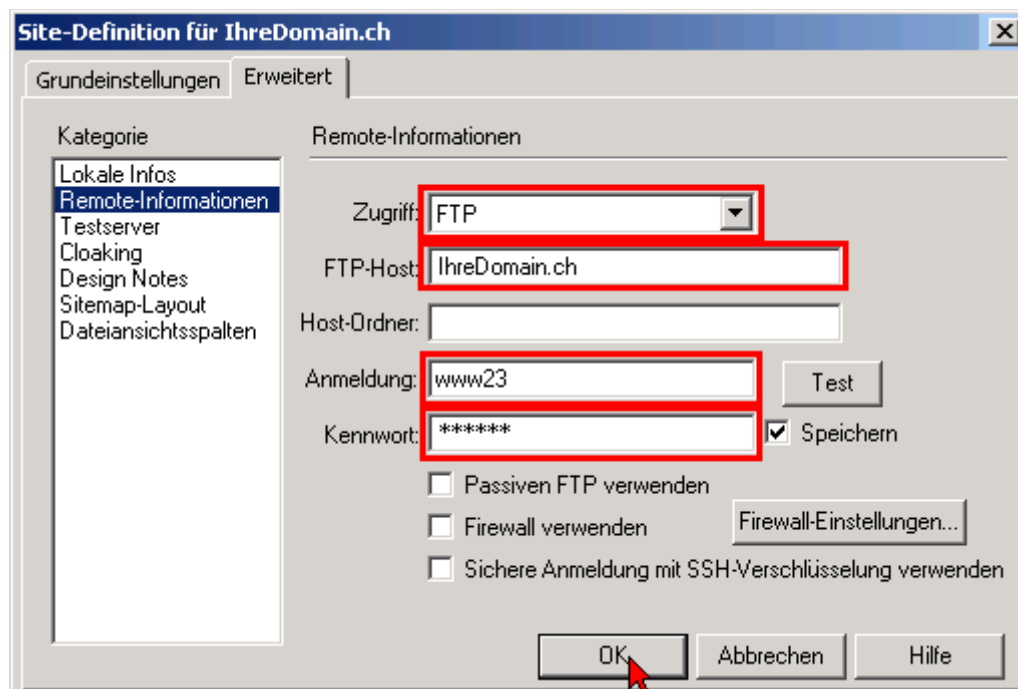 Site-Definition für IhreDomain.ch
Grundeinstellungen
Erweitert
Kategorie
Lokale Infos
Remote-Informationen
Testserver
Cloaking
Design Notes
Sitemap-Layout
Dateiansichtsspalten
Remote-Informationen
Zugriff: FTP
FTP-Host: IhreDomain.ch
Host-Ordner:
Anmeldung: www23
Test
Kennwort: ******
Speichern
Passiven FTP verwenden
Firewall verwenden
Firewall-Einstellungen...
Sichere Anmeldung mit SSH-Verschlüsselung verwenden
OK
Abbrechen
Hilfe